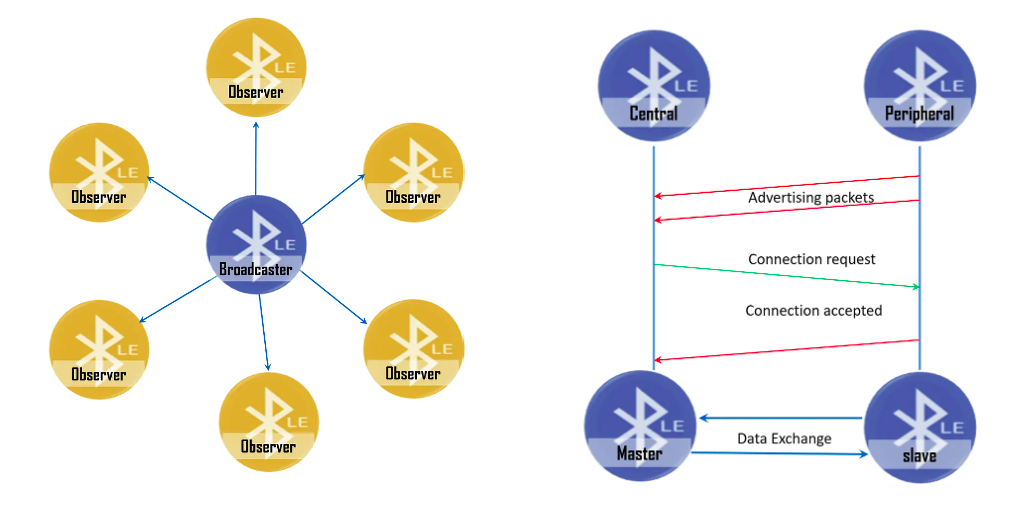 LE
Observer
LE
Observer
LE
Observer
LE
Broadcaster
LE
Observer
LE
Observer
LE
Observer
LE
Central
LE
Peripheral
Advertising packets
Connection request
Connection accepted
LE
Master
LE
slave
Data Exchange